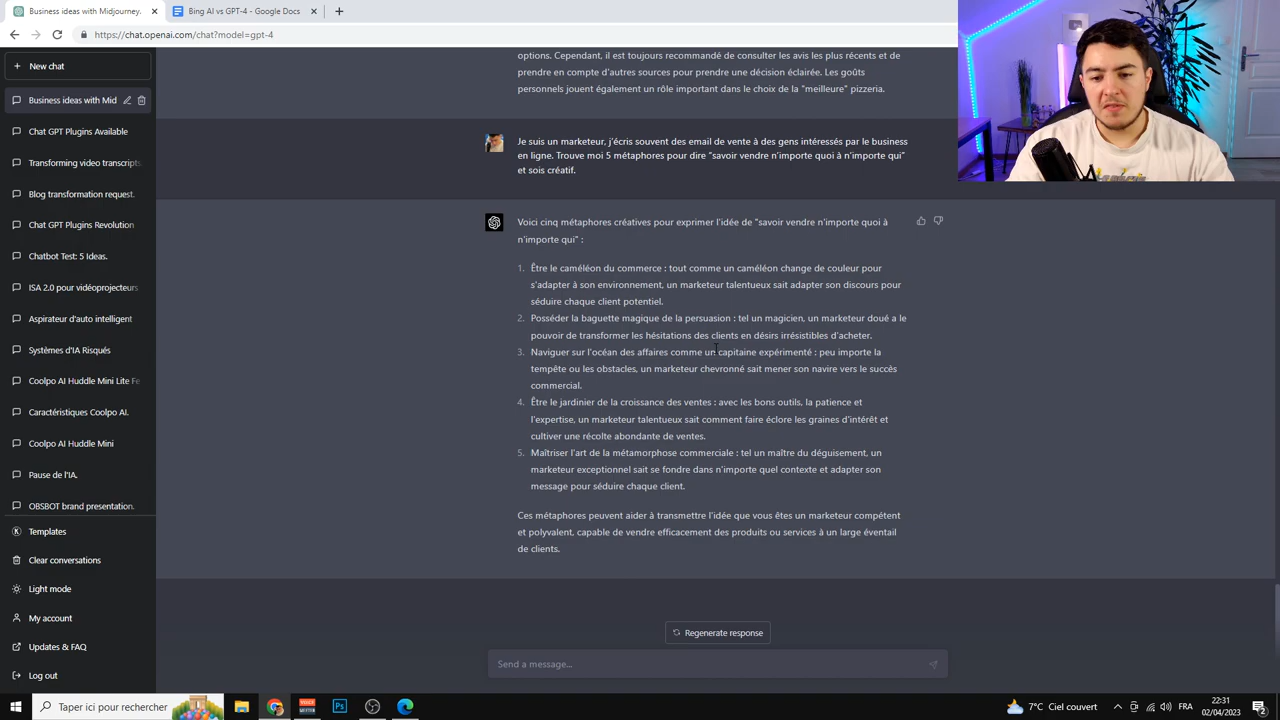 Business ideas with Midjourney.
Bing AI vs GPT-4 - Google Docs
https://chat.openai.com/chat?model=gpt-4
New chat
Business ideas with Mid
Chat GPT Plugins Available
Transforming video transcripts
Blog transformation request.
Chat GPT Plugins Revolution
Chatbot Test: 5 Ideas.
ISA 2.0 pour vidéoprojecteurs
Aspirateur d'auto intelligent
Systèmes d'IA Risqués
Coolpo AI Huddle Mini Lite Fe
Caractéristiques Coolpo AI.
Coolpo AI Huddle Mini
Pause de l'IA.
OBSBOT brand presentation.
Templates
Clear conversations
Light mode
My account
Updates & FAQ
Log out
options. Cependant, il est toujours recommandé de consulter les avis les plus récents et de
prendre en compte d'autres sources pour prendre une décision éclairée. Les goûts
personnels jouent également un rôle important dans le choix de la "meilleure" pizzeria.
Je suis un marketeur, j'écris souvent des email de vente à des gens intéressés par le business
en ligne. Trouve moi 5 métaphores pour dire "savoir vendre n'importe quoi à n'importe qui"
et sois créatif.
Voici cinq métaphores créatives pour exprimer l'idée de "savoir vendre n'importe quoi à
n'importe qui" :
1. Être le caméléon du commerce : tout comme un caméléon change de couleur pour
s'adapter à son environnement, un marketeur talentueux sait adapter son discours pour
séduire chaque client potentiel.
2. Posséder la baguette magique de la persuasion : tel un magicien, un marketeur doué a le
pouvoir de transformer les hésitations des clients en désirs irrésistibles d'acheter.
3. Naviguer sur l'océan des affaires comme un capitaine expérimenté : peu importe la
tempête ou les obstacles, un marketeur chevronné sait mener son navire vers le succès
commercial.
4. Être le jardinier de la croissance des ventes : avec les bons outils, la patience et
l'expertise, un marketeur talentueux sait comment faire éclore les graines d'intérêt et
cultiver une récolte abondante de ventes.
5. Maîtriser l'art de la métamorphose commerciale : tel un maître du déguisement, un
marketeur exceptionnel sait se fondre dans n'importe quel contexte et adapter son
message pour séduire chaque client.
Ces métaphores peuvent aider à transmettre l'idée que vous êtes un marketeur compétent
et polyvalent, capable de vendre efficacement des produits ou services à un large éventail
de clients.
Regenerate response
Send a message...
Taper ici pour rechercher
Ps
7°C Ciel couvert
FRA
22:31
02/04/2023
2